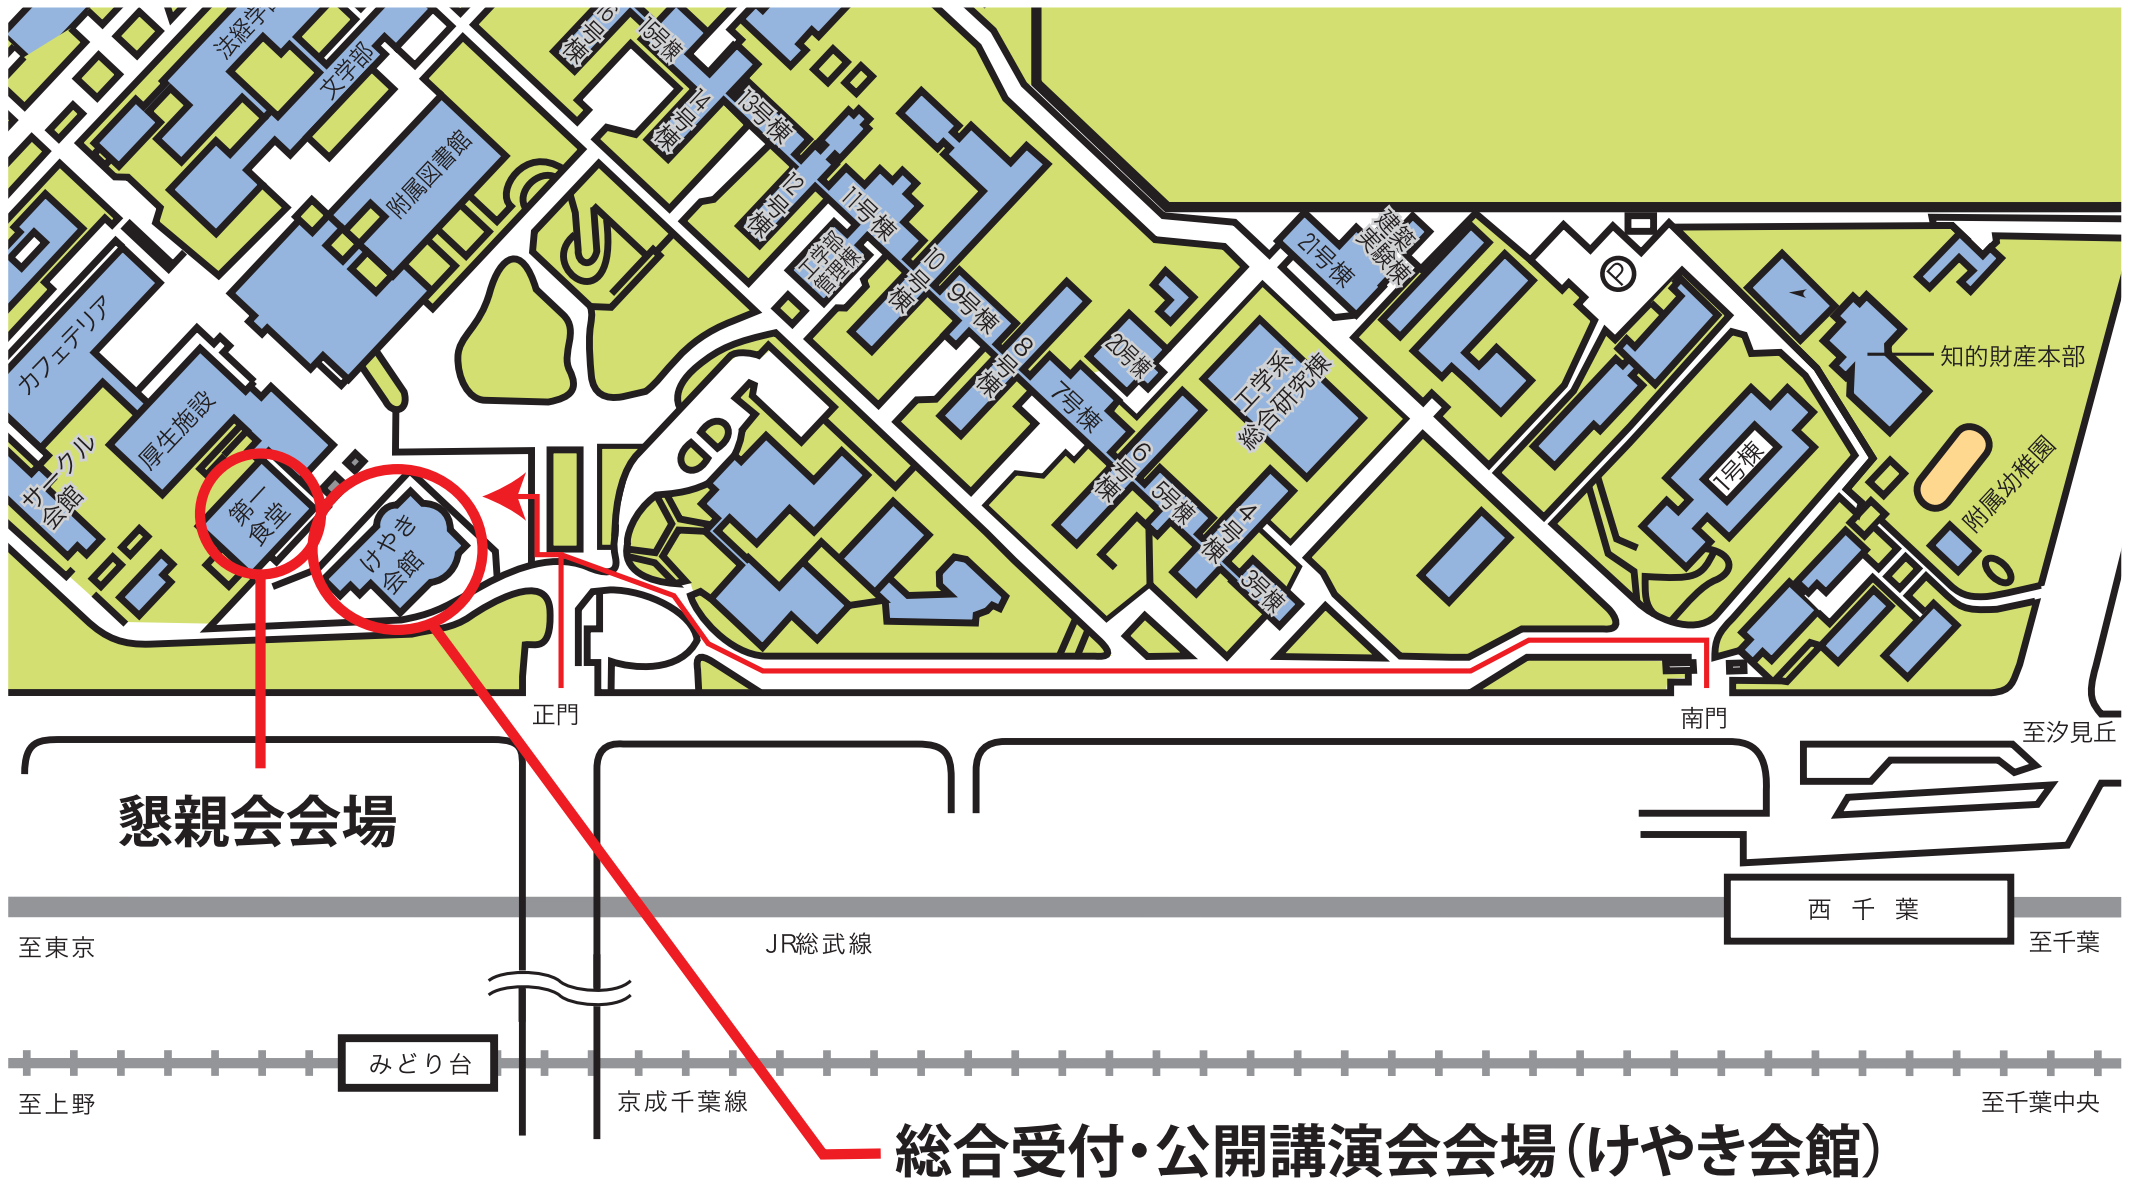 法経学部
文学部
16号棟
15号棟
14号棟
13号棟
附属図書館
12号棟
11号棟
工学部
管理棟
10号棟
9号棟
8号棟
20号棟
7号棟
6号棟
5号棟
4号棟
3号棟
建築
実験棟
21号棟
P
工学系
総合研究棟
知的財産本部
1号棟
附属幼稚園
カフェテリア
厚生施設
サークル
会館
第一
食堂
けやき
会館
正門
南門
至汐見丘
懇親会会場
西千葉
至東京
JR総武線
至千葉
みどり台
至上野
京成千葉線
至千葉中央
総合受付・公開講演会会場(けやき会館)